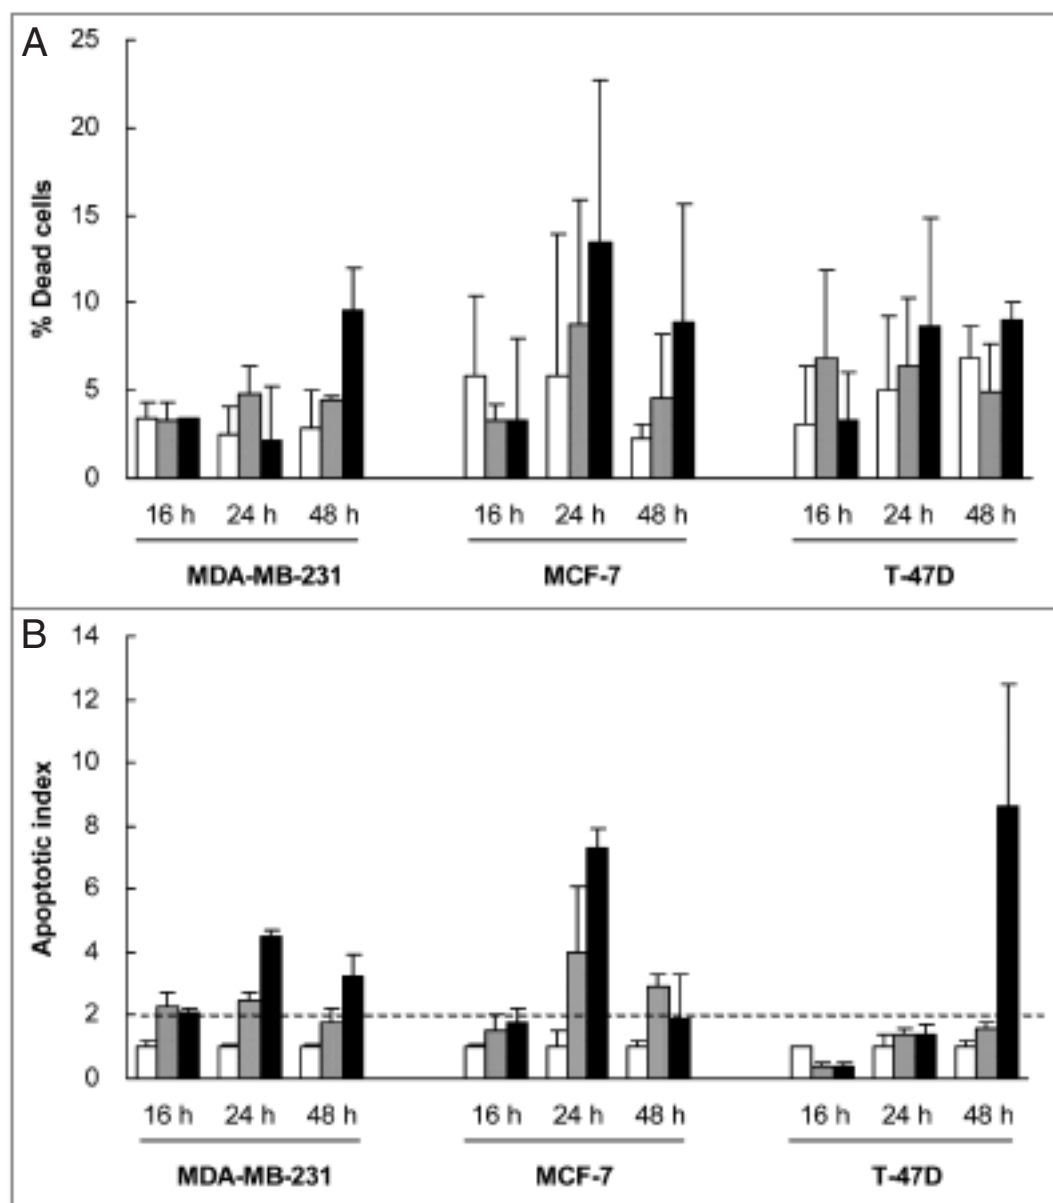 A
25
20
15
10
5
0
% Dead cells
16 h 24 h 48 h 16 h 24 h 48 h 16 h 24 h 48 h
MDA-MB-231 MCF-7 T-47D
B
14
12
10
8
6
4
2
0
Apoptotic index
16 h 24 h 48 h 16 h 24 h 48 h 16 h 24 h 48 h
MDA-MB-231 MCF-7 T-47D